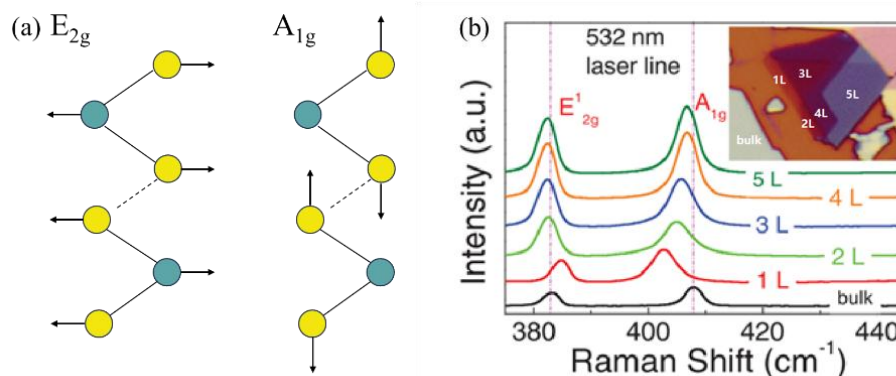 (a) E2g
A1g
(b)
532 nm
laser line
E¹2g
A1g
1L
3L
5L
4L
2L
bulk
5 L
4 L
3 L
2 L
1 L
bulk
Intensity (a.u.)
380
400
420
440
Raman Shift (cm⁻¹)